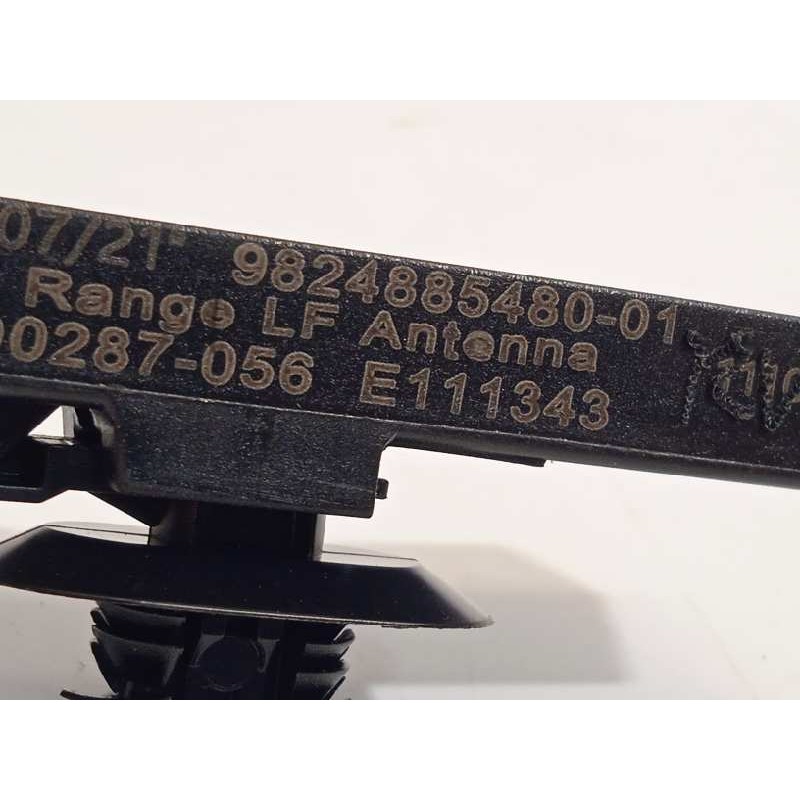 07/21" 9824885480-01
Range LF Antenna
00287-056 E111343